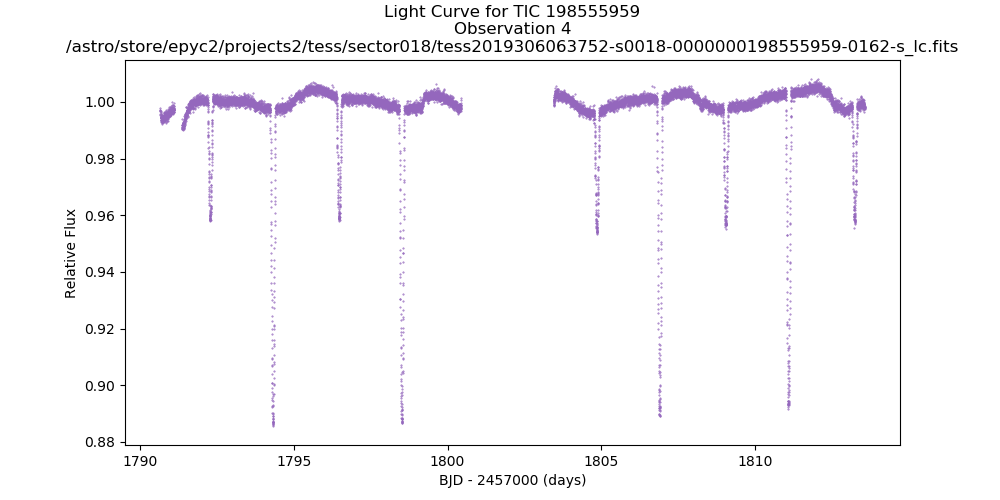 Light Curve for TIC 198555959
Observation 4
/astro/store/epyc2/projects2/tess/sector018/tess2019306063752-s0018-0000000198555959-0162-s_lc.fits
1.00
0.98
0.96
0.94
0.92
0.90
0.88
Relative Flux
1790
1795
1800
1805
1810
BJD - 2457000 (days)